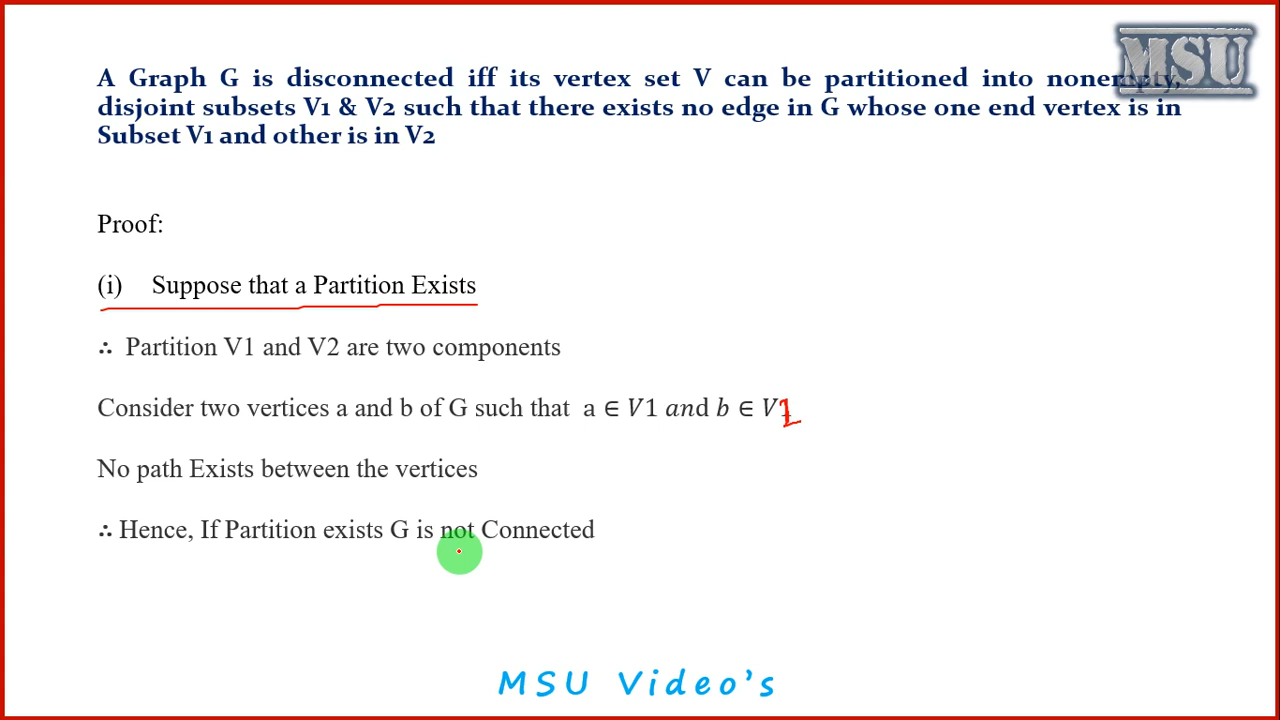 MSU
A Graph G is disconnected iff its vertex set V can be partitioned into nonempty,
disjoint subsets V1 & V2 such that there exists no edge in G whose one end vertex is in
Subset V1 and other is in V2
Proof:
(i) Suppose that a Partition Exists
∴ Partition V1 and V2 are two components
Consider two vertices a and b of G such that a ∈ V1 and b ∈ V2
No path Exists between the vertices
∴ Hence, If Partition exists G is not Connected
MSU Video's